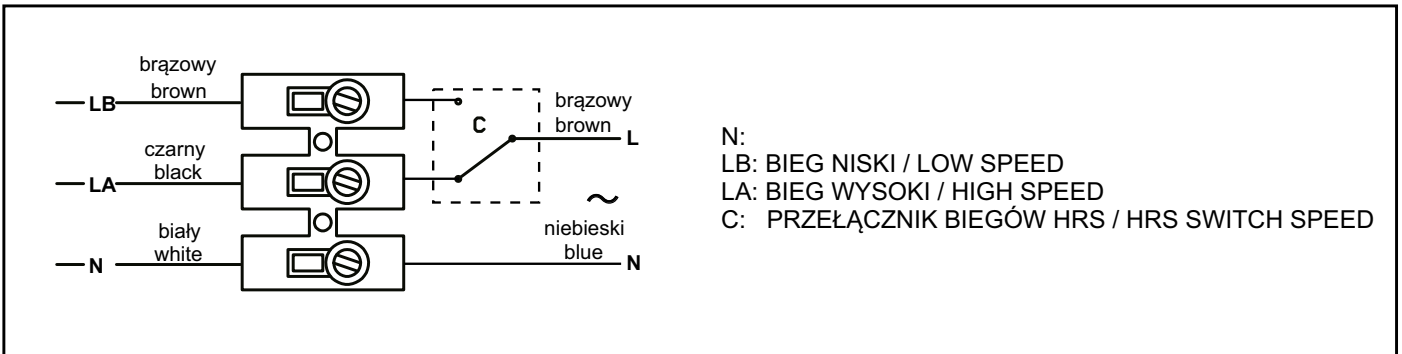 brązowy
brown
LB
czarny
black
LA
biały
white
N
C
brązowy
brown
L
~
niebieski
blue
N
N:
LB: BIEG NISKI / LOW SPEED
LA: BIEG WYSOKI / HIGH SPEED
C: PRZEŁĄCZNIK BIEGÓW HRS / HRS SWITCH SPEED